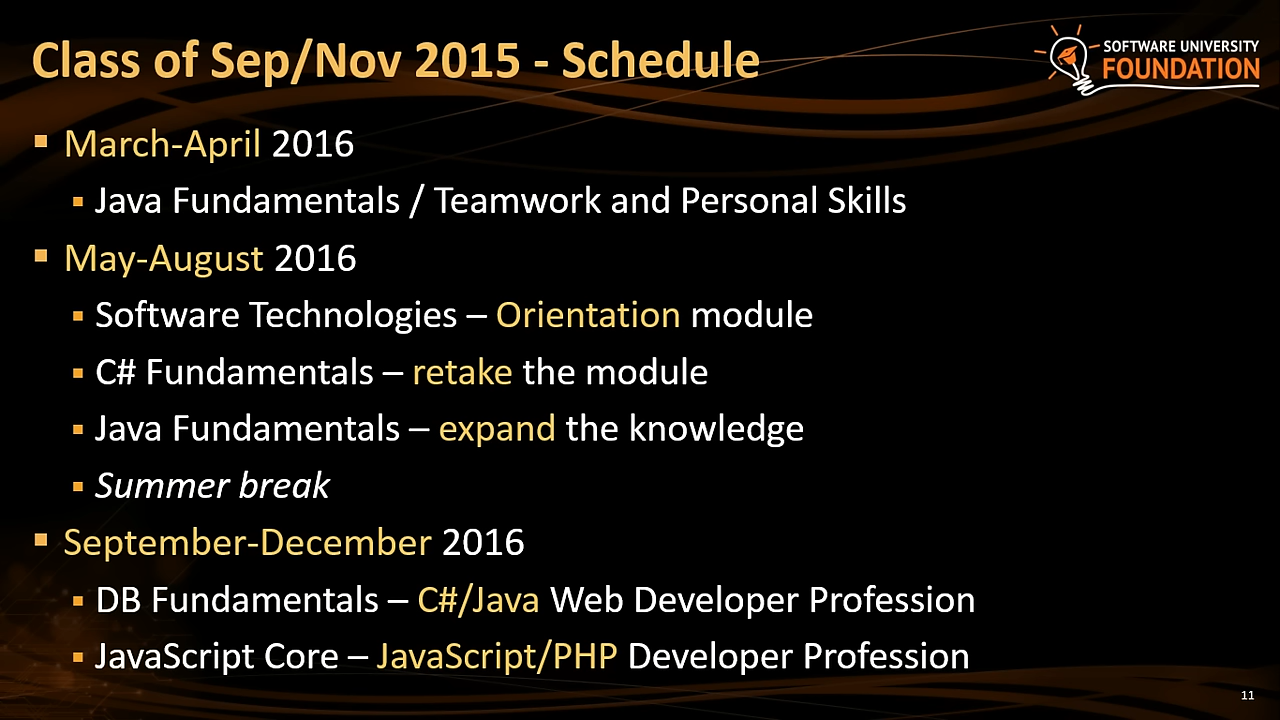 Class of Sep/Nov 2015 - Schedule
SOFTWARE UNIVERSITY
FOUNDATION
March-April 2016
Java Fundamentals / Teamwork and Personal Skills
May-August 2016
Software Technologies – Orientation module
C# Fundamentals – retake the module
Java Fundamentals – expand the knowledge
Summer break
September-December 2016
DB Fundamentals – C#/Java Web Developer Profession
JavaScript Core – JavaScript/PHP Developer Profession
11